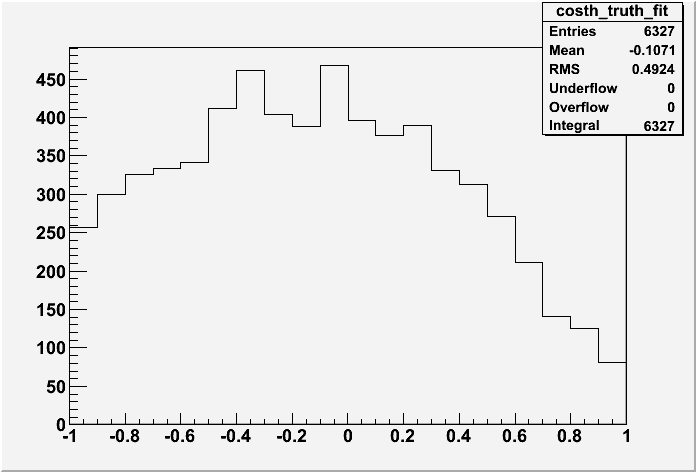 costh_truth_fit
Entries 6327
Mean -0.1071
RMS 0.4924
Underflow 0
Overflow 0
Integral 6327
450
400
350
300
250
200
150
100
50
0
-1 -0.8 -0.6 -0.4 -0.2 0 0.2 0.4 0.6 0.8 1